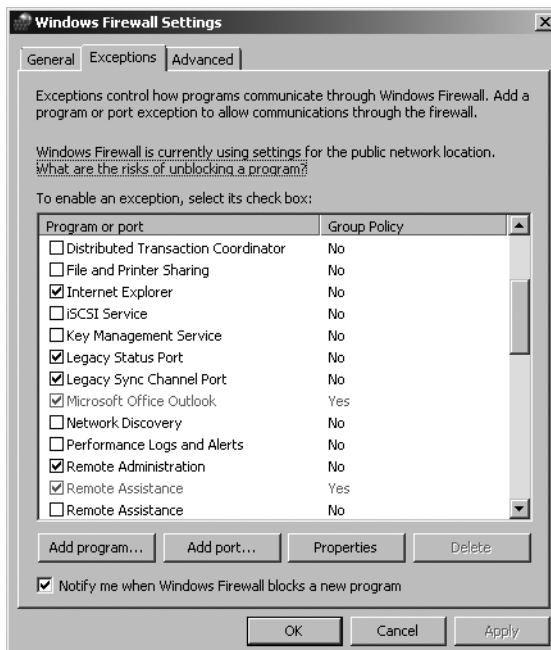 Windows Firewall Settings
General Exceptions Advanced
Exceptions control how programs communicate through Windows Firewall. Add a
program or port exception to allow communications through the firewall.
Windows Firewall is currently using settings for the public network location.
What are the risks of unblocking a program?
To enable an exception, select its check box:
Program or port Group Policy
Distributed Transaction Coordinator No
File and Printer Sharing No
Internet Explorer No
iSCSI Service No
Key Management Service No
Legacy Status Port No
Legacy Sync Channel Port No
Microsoft Office Outlook Yes
Network Discovery No
Performance Logs and Alerts No
Remote Administration No
Remote Assistance Yes
Remote Assistance No
Add program... Add port... Properties Delete
Notify me when Windows Firewall blocks a new program
OK Cancel Apply